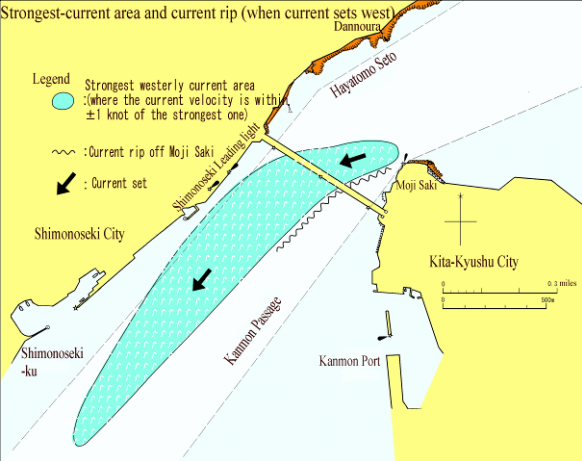 Strongest-current area and current rip (when current sets west)
Dannoura
Hayatomo Seto
Legend
Strongest westerly current area
:(where the current velocity is within
±1 knot of the strongest one)
:Current rip off Moji Saki
: Current set
Shimonoseki Leading light
Moji Saki
Shimonoseki City
Kita-Kyushu City
0 0.3 miles
0 500m
Kanmon Passage
Shimonoseki
-ku
Kanmon Port